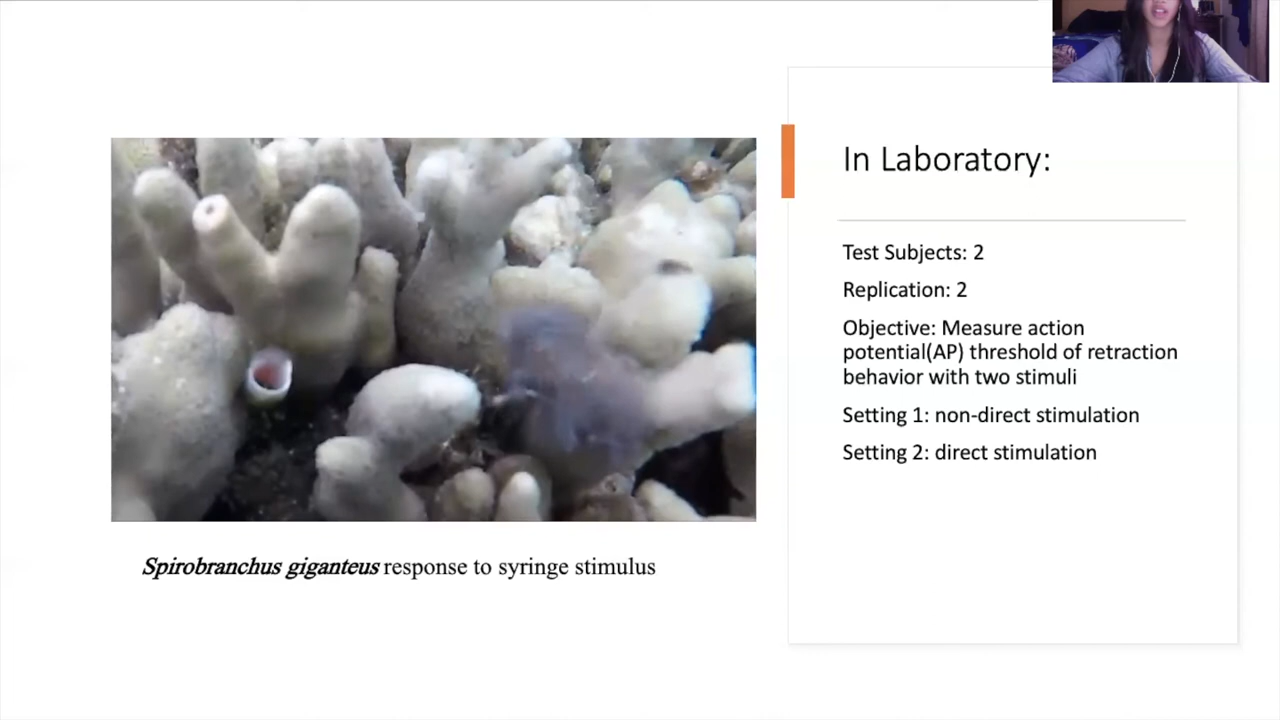 In Laboratory:
Test Subjects: 2
Replication: 2
Objective: Measure action
potential(AP) threshold of retraction
behavior with two stimuli
Setting 1: non-direct stimulation
Setting 2: direct stimulation
Spirobranchus giganteus response to syringe stimulus